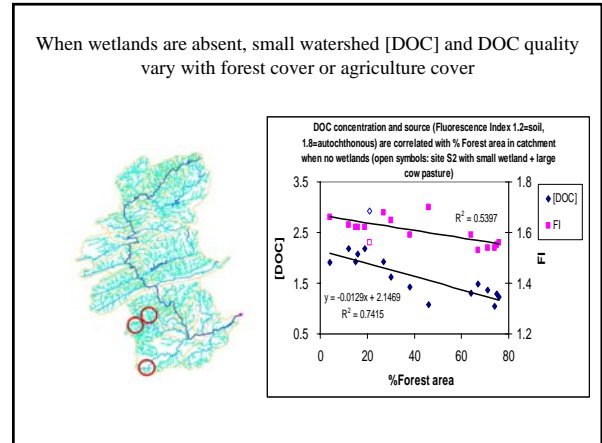 When wetlands are absent, small watershed [DOC] and DOC quality
vary with forest cover or agriculture cover
DOC concentration and source (Fluorescence Index 1.2=soil,
1.8=autochthonous) are correlated with % Forest area in catchment
when no wetlands (open symbols: site S2 with small wetland + large
cow pasture)
3.5
2.5
1.5
0.5
[DOC]
R² = 0.5397
y = -0.0129x + 2.1469
R² = 0.7415
1.8
1.6
1.4
1.2
FI
0
20
40
60
80
%Forest area
[DOC]
FI